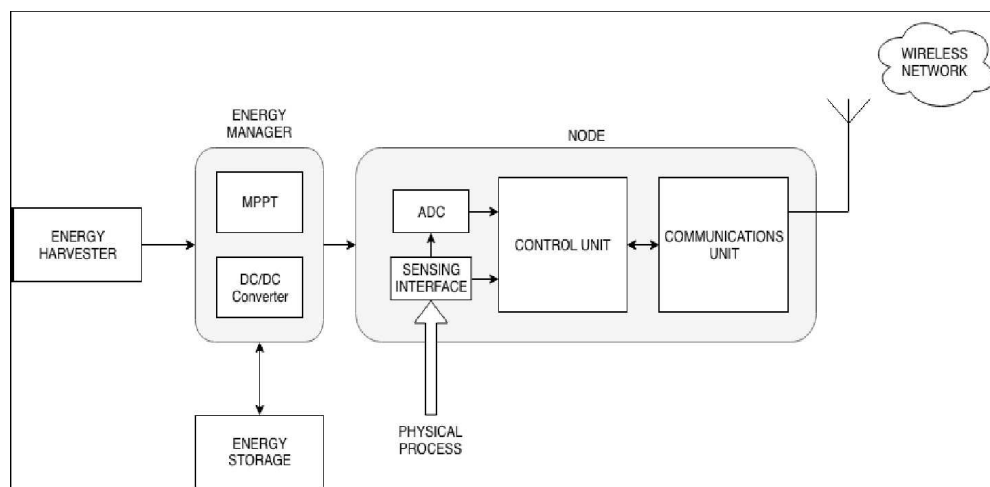 WIRELESS
NETWORK
ENERGY
MANAGER
NODE
MPPT
ADC
ENERGY
HARVESTER
CONTROL UNIT
COMMUNICATIONS
UNIT
DC/DC
Converter
SENSING
INTERFACE
PHYSICAL
PROCESS
ENERGY
STORAGE